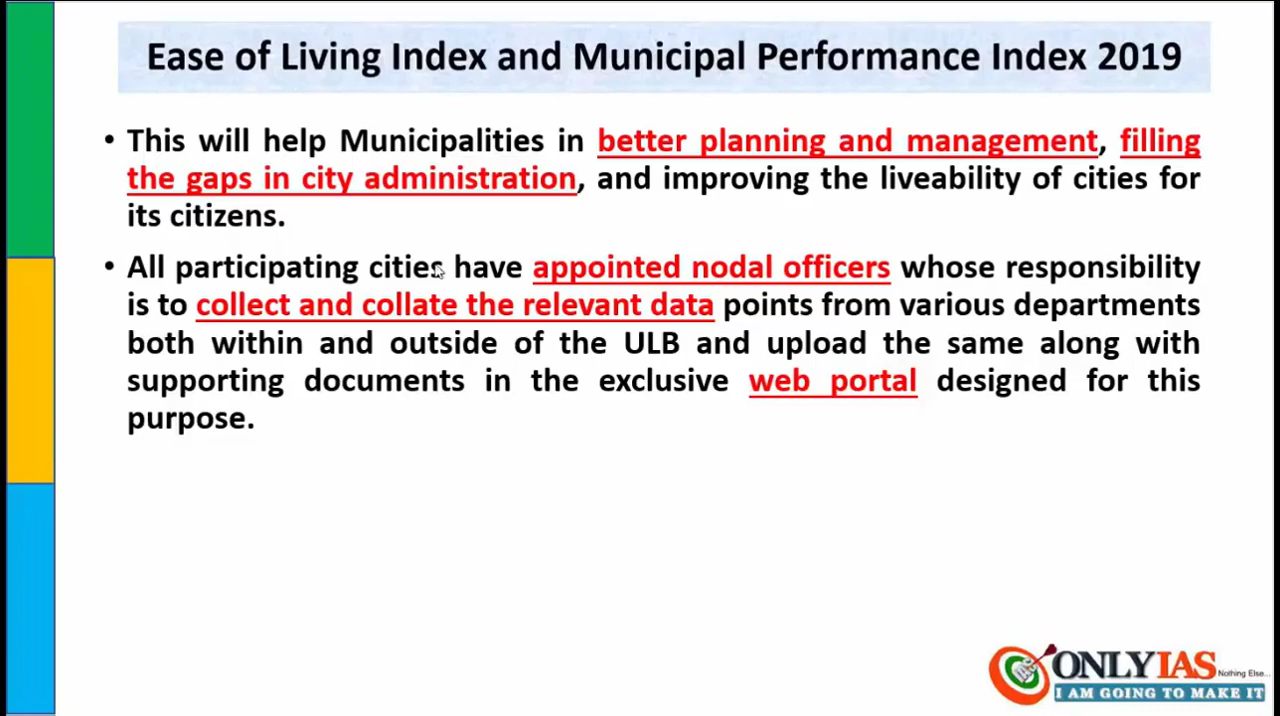 Ease of Living Index and Municipal Performance Index 2019
• This will help Municipalities in better planning and management, filling
the gaps in city administration, and improving the liveability of cities for
its citizens.
• All participating cities have appointed nodal officers whose responsibility
is to collect and collate the relevant data points from various departments
both within and outside of the ULB and upload the same along with
supporting documents in the exclusive web portal designed for this
purpose.
ONLYIAS Nothing Else...
I AM GOING TO MAKE IT